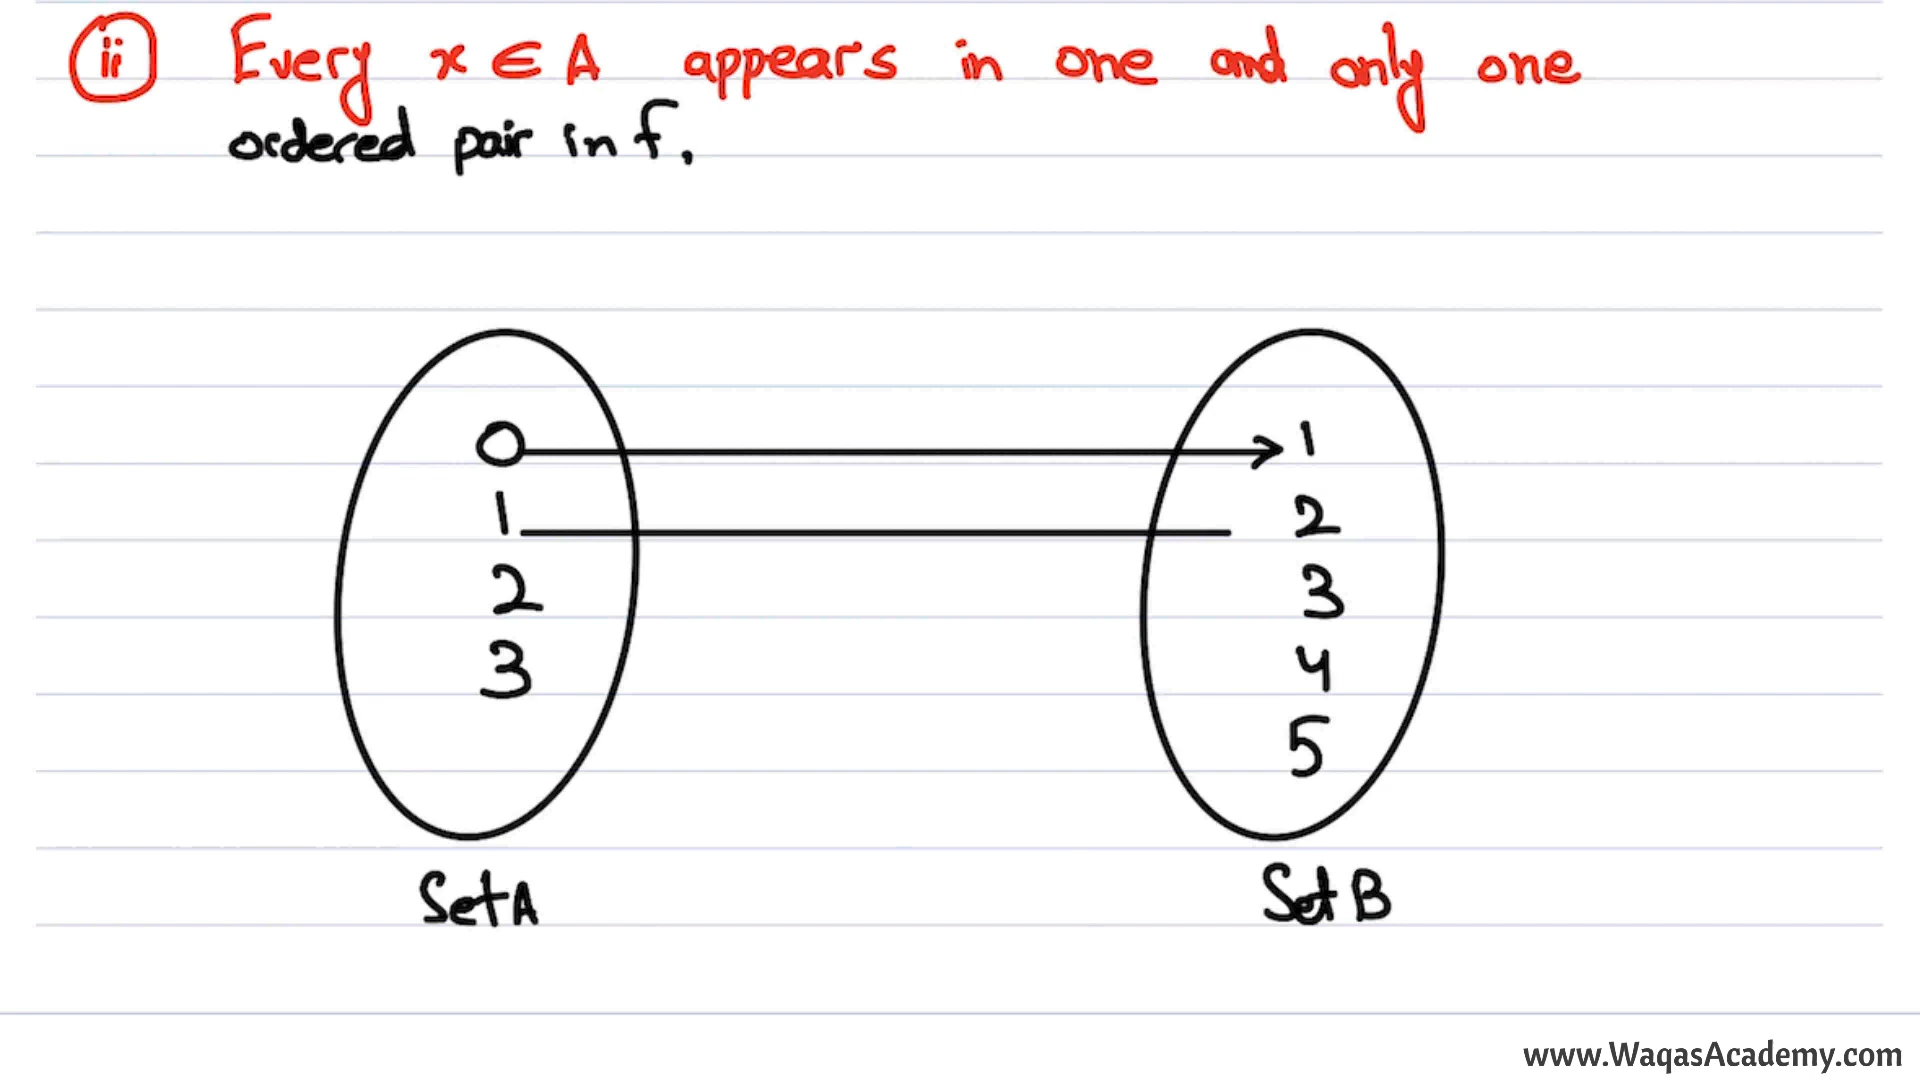 ii Every x ∈ A appears in one and only one
ordered pair in f.
0 1
1 2
2 3
3 4
5
Set A Set B
www.WaqasAcademy.com